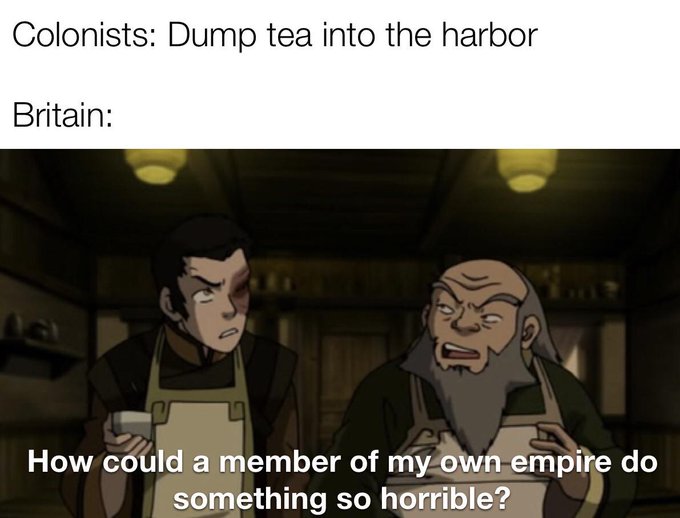 Colonists: Dump tea into the harbor
Britain:
How could a member of my own empire do
something so horrible?